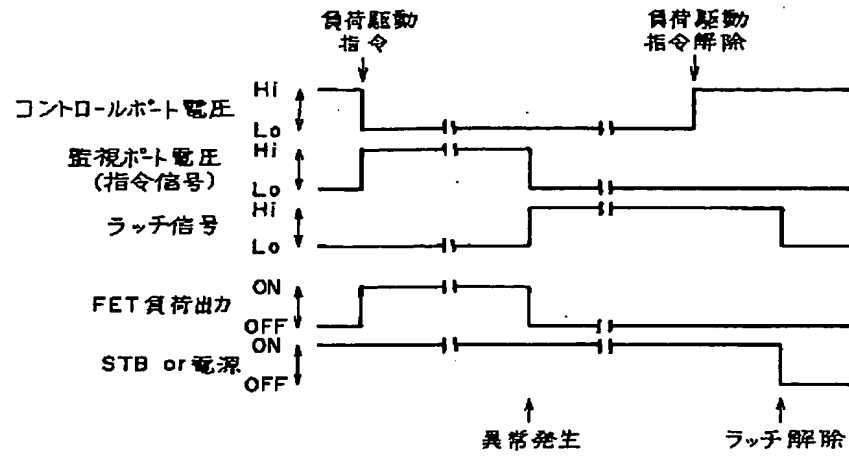 負荷駆動
指令
負荷駆動
指令解除
コントロールポート電圧
Hi
Lo
監視ポート電圧
(指令信号)
Hi
Lo
ラッチ信号
Hi
Lo
FET負荷出力
ON
OFF
STB or電源
ON
OFF
異常発生
ラッチ解除